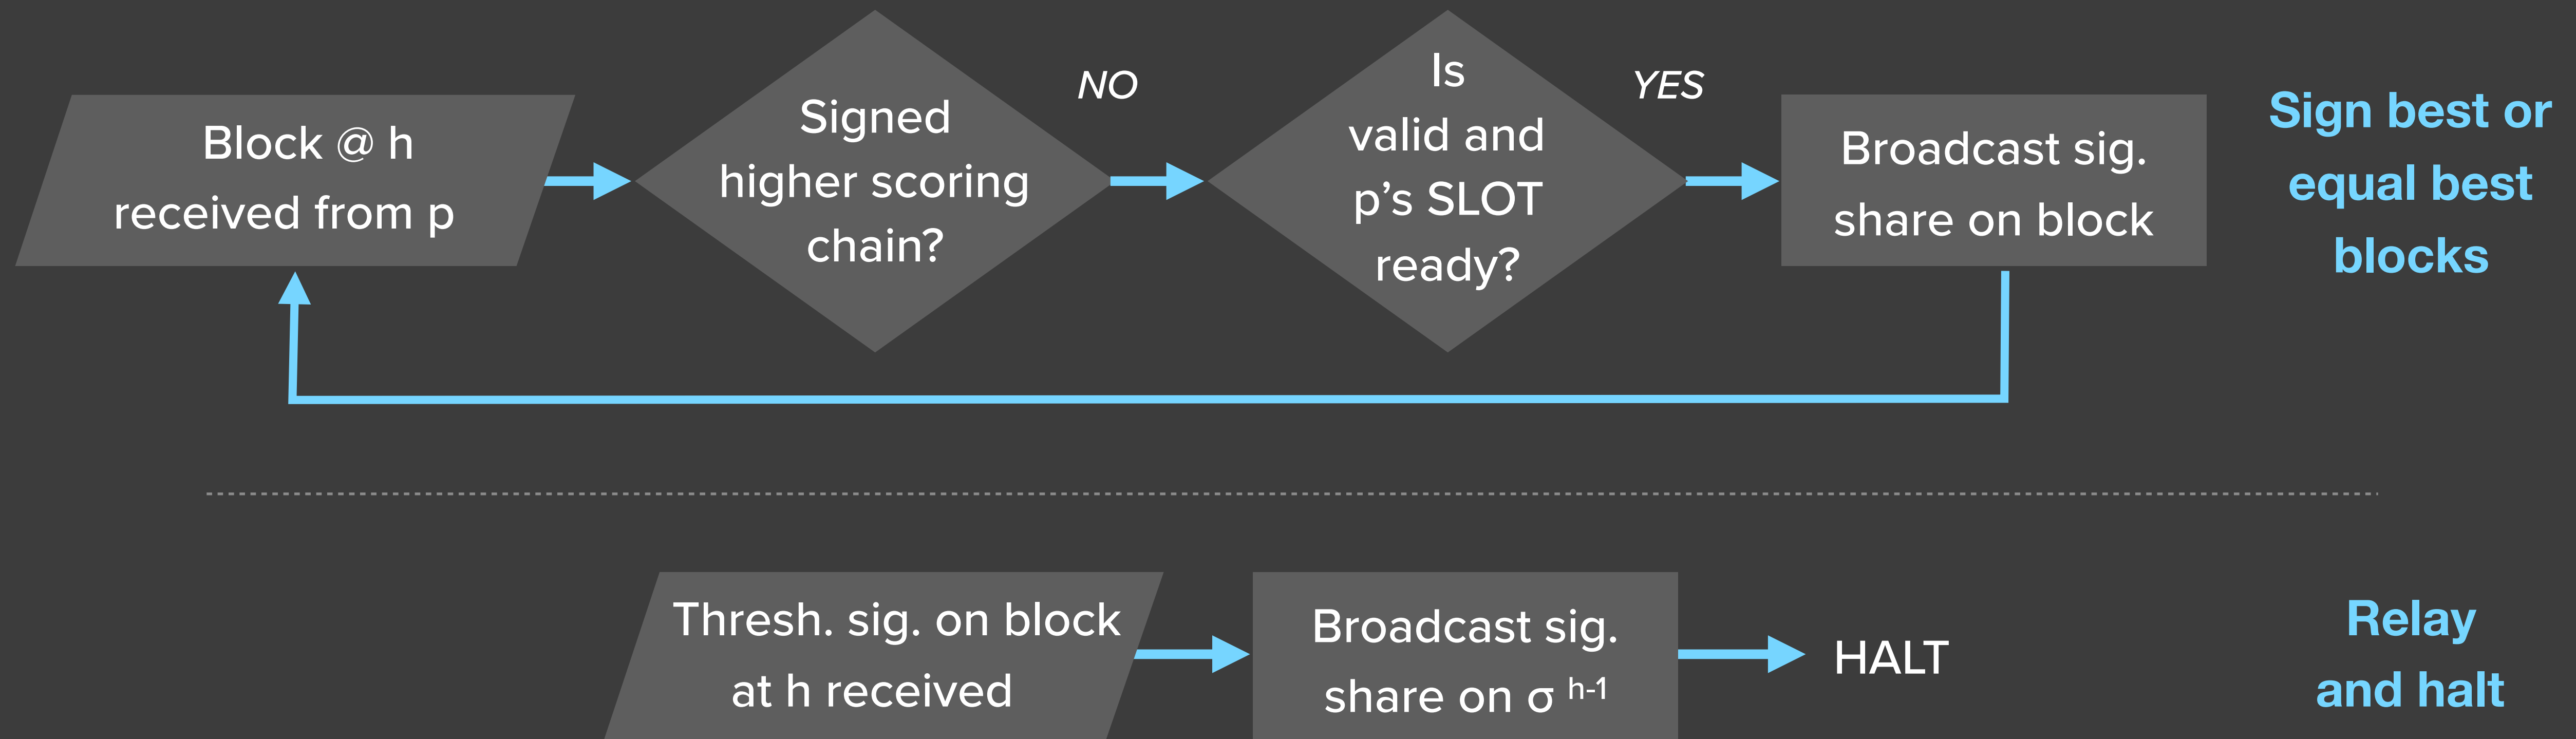 Block @ h
received from p
Signed
higher scoring
chain?
NO
Is
valid and
p’s SLOT
ready?
YES
Broadcast sig.
share on block
Sign best or
equal best
blocks
Thresh. sig. on block
at h received
Broadcast sig.
share on σ h-1
HALT
Relay
and halt